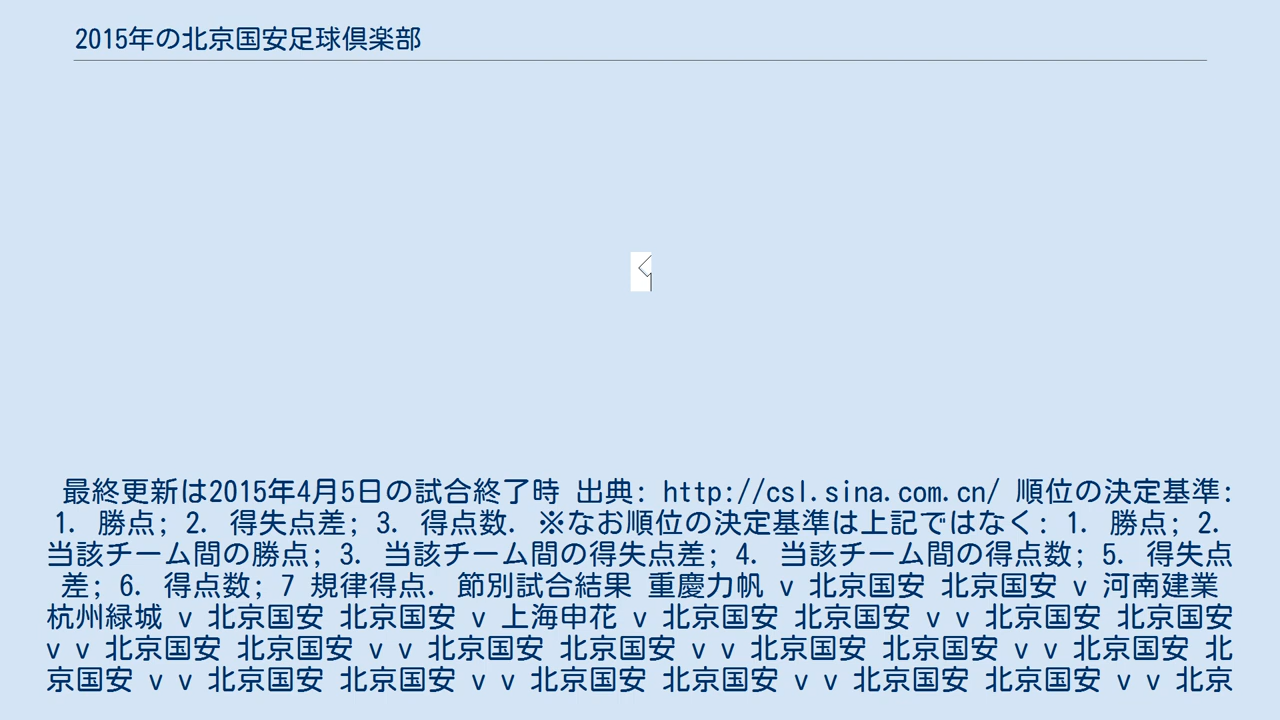 2015年の北京国安足球倶楽部
最終更新は2015年4月5日の試合終了時 出典: http://csl.sina.com.cn/ 順位の決定基準:
1. 勝点; 2. 得失点差; 3. 得点数. ※なお順位の決定基準は上記ではなく: 1. 勝点; 2.
当該チーム間の勝点; 3. 当該チーム間の得失点差; 4. 当該チーム間の得点数; 5. 得失点
差; 6. 得点数; 7 規律得点. 節別試合結果 重慶力帆 v 北京国安 北京国安 v 河南建業
杭州緑城 v 北京国安 北京国安 v 上海申花 v 北京国安 北京国安 v v 北京国安 北京国安
v v 北京国安 北京国安 v v 北京国安 北京国安 v v 北京国安 北京国安 v v 北京国安 北
京国安 v v 北京国安 北京国安 v v 北京国安 北京国安 v v 北京国安 北京国安 v v 北京